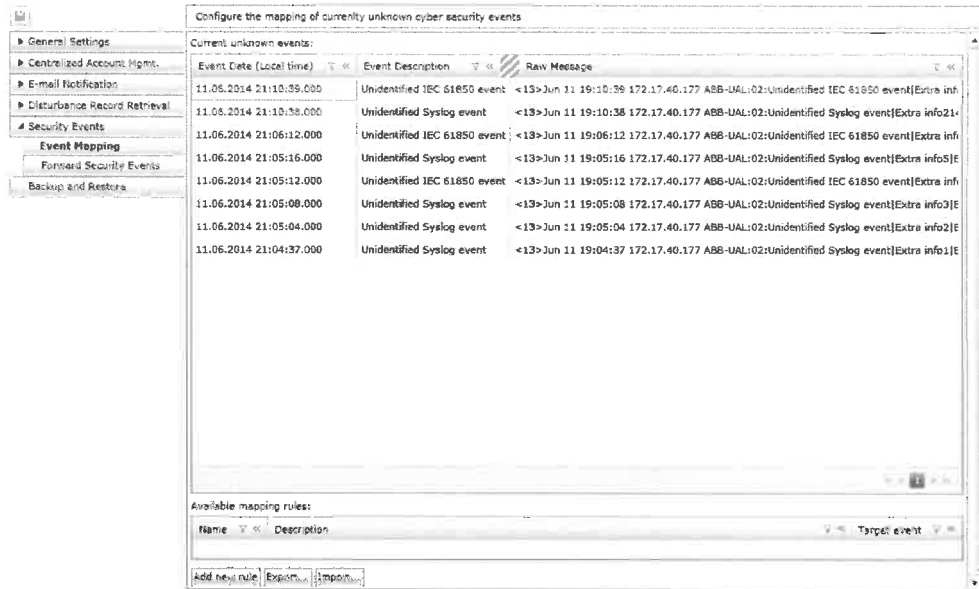 Configure the mapping of currently unknown cyber security events
General Settings
Centralized Account Mgmt.
E-mail Notification
Disturbance Record Retrieval
Security Events
Event Mapping
Forward Security Events
Backup and Restore
Current unknown events:
Event Date (Local time) Event Description Raw Message
11.06.2014 21:10:39.000 Unidentified IEC 61850 event <13>Jun 11 19:10:39 172.17.40.177 ABB-UAL:02:Unidentified IEC 61850 event|Extra inf
11.06.2014 21:10:38.000 Unidentified Syslog event <13>Jun 11 19:10:38 172.17.40.177 ABB-UAL:02:Unidentified Syslog event|Extra info21
11.06.2014 21:06:12.000 Unidentified IEC 61850 event <13>Jun 11 19:06:12 172.17.40.177 ABB-UAL:02:Unidentified IEC 61850 event|Extra inf
11.06.2014 21:05:16.000 Unidentified Syslog event <13>Jun 11 19:05:16 172.17.40.177 ABB-UAL:02:Unidentified Syslog event|Extra info5|E
11.06.2014 21:05:12.000 Unidentified IEC 61850 event <13>Jun 11 19:05:12 172.17.40.177 ABB-UAL:02:Unidentified IEC 61850 event|Extra inf
11.06.2014 21:05:08.000 Unidentified Syslog event <13>Jun 11 19:05:08 172.17.40.177 ABB-UAL:02:Unidentified Syslog event|Extra info3|E
11.06.2014 21:05:04.000 Unidentified Syslog event <13>Jun 11 19:05:04 172.17.40.177 ABB-UAL:02:Unidentified Syslog event|Extra info2|E
11.06.2014 21:04:37.000 Unidentified Syslog event <13>Jun 11 19:04:37 172.17.40.177 ABB-UAL:02:Unidentified Syslog event|Extra info1|E
1
Available mapping rules:
Name Description Target event
Add new rule Export... Import...